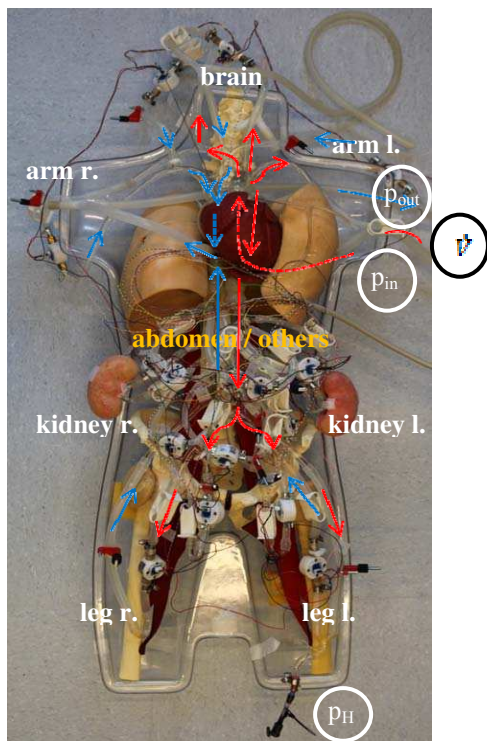 brain
arm r.
arm l.
pout
pin
abdomen / others
kidney r.
kidney l.
leg r.
leg l.
pH